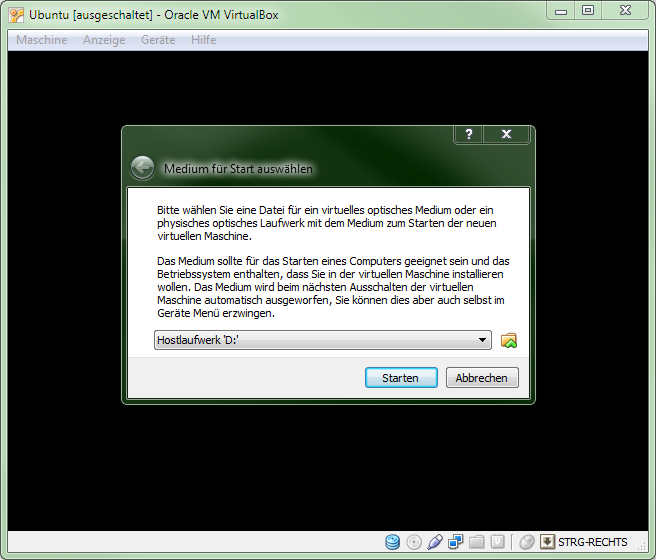 Ubuntu [ausgeschaltet] - Oracle VM VirtualBox
Maschine Anzeige Geräte Hilfe
?
Medium für Start auswählen
Bitte wählen Sie eine Datei für ein virtuelles optisches Medium oder ein
physisches optisches Laufwerk mit dem Medium zum Starten der neuen
virtuellen Maschine.
Das Medium sollte für das Starten eines Computers geeignet sein und das
Betriebssystem enthalten, dass Sie in der virtuellen Maschine installieren
wollen. Das Medium wird beim nächsten Ausschalten der virtuellen
Maschine automatisch ausgeworfen, Sie können dies aber auch selbst im
Geräte Menü erzwingen.
Hostlaufwerk 'D:'
Starten Abbrechen
STRG-RECHTS